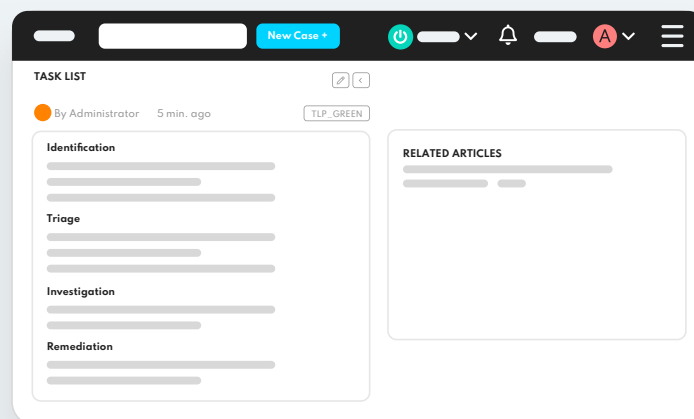 New Case +
A
TASK LIST
By Administrator 5 min. ago TLP_GREEN
Identification
Triage
Investigation
Remediation
RELATED ARTICLES